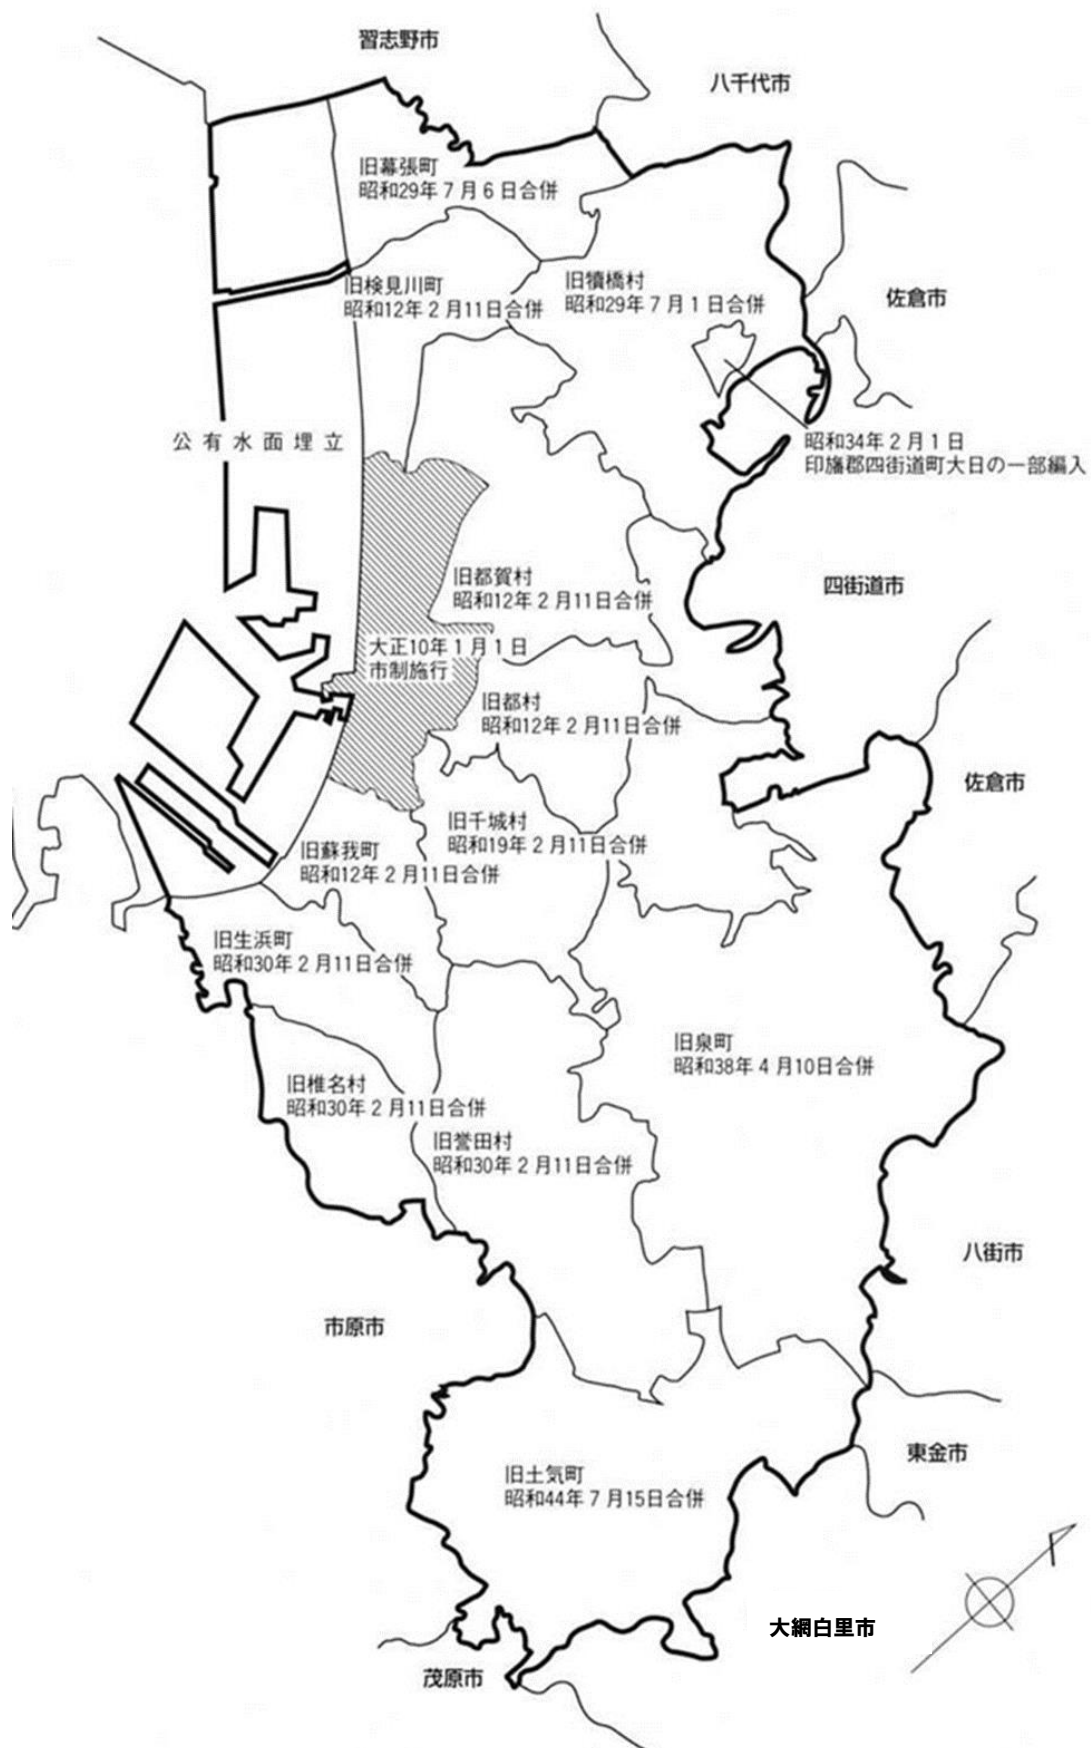 習志野市
八千代市
旧幕張町
昭和29年7月6日合併
旧検見川町
昭和12年2月11日合併
旧犢橋村
昭和29年7月1日合併
佐倉市
公有水面埋立
昭和34年2月1日
印旛郡四街道町大日の一部編入
旧都賀村
昭和12年2月11日合併
四街道市
大正10年1月1日
市制施行
旧都村
昭和12年2月11日合併
佐倉市
旧千城村
昭和19年2月11日合併
旧蘇我町
昭和12年2月11日合併
旧生浜町
昭和30年2月11日合併
旧泉町
昭和38年4月10日合併
旧椎名村
昭和30年2月11日合併
旧誉田村
昭和30年2月11日合併
八街市
市原市
東金市
旧土気町
昭和44年7月15日合併
大網白里市
茂原市